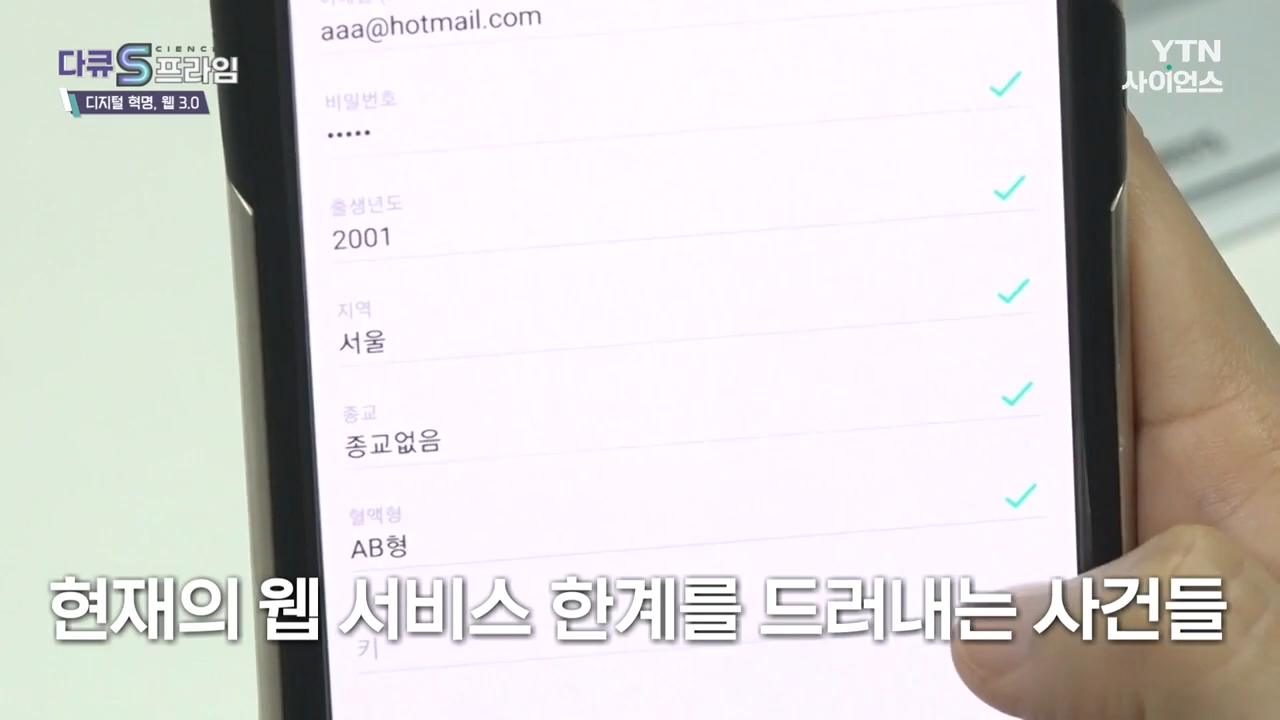 다큐S프라임
CIENCE
디지털 혁명, 웹 3.0
YTN
사이언스
aaa@hotmail.com
비밀번호
•••••
출생년도
2001
지역
서울
종교
종교없음
혈액형
AB형
현재의 웹 서비스 한계를 드러내는 사건들
키